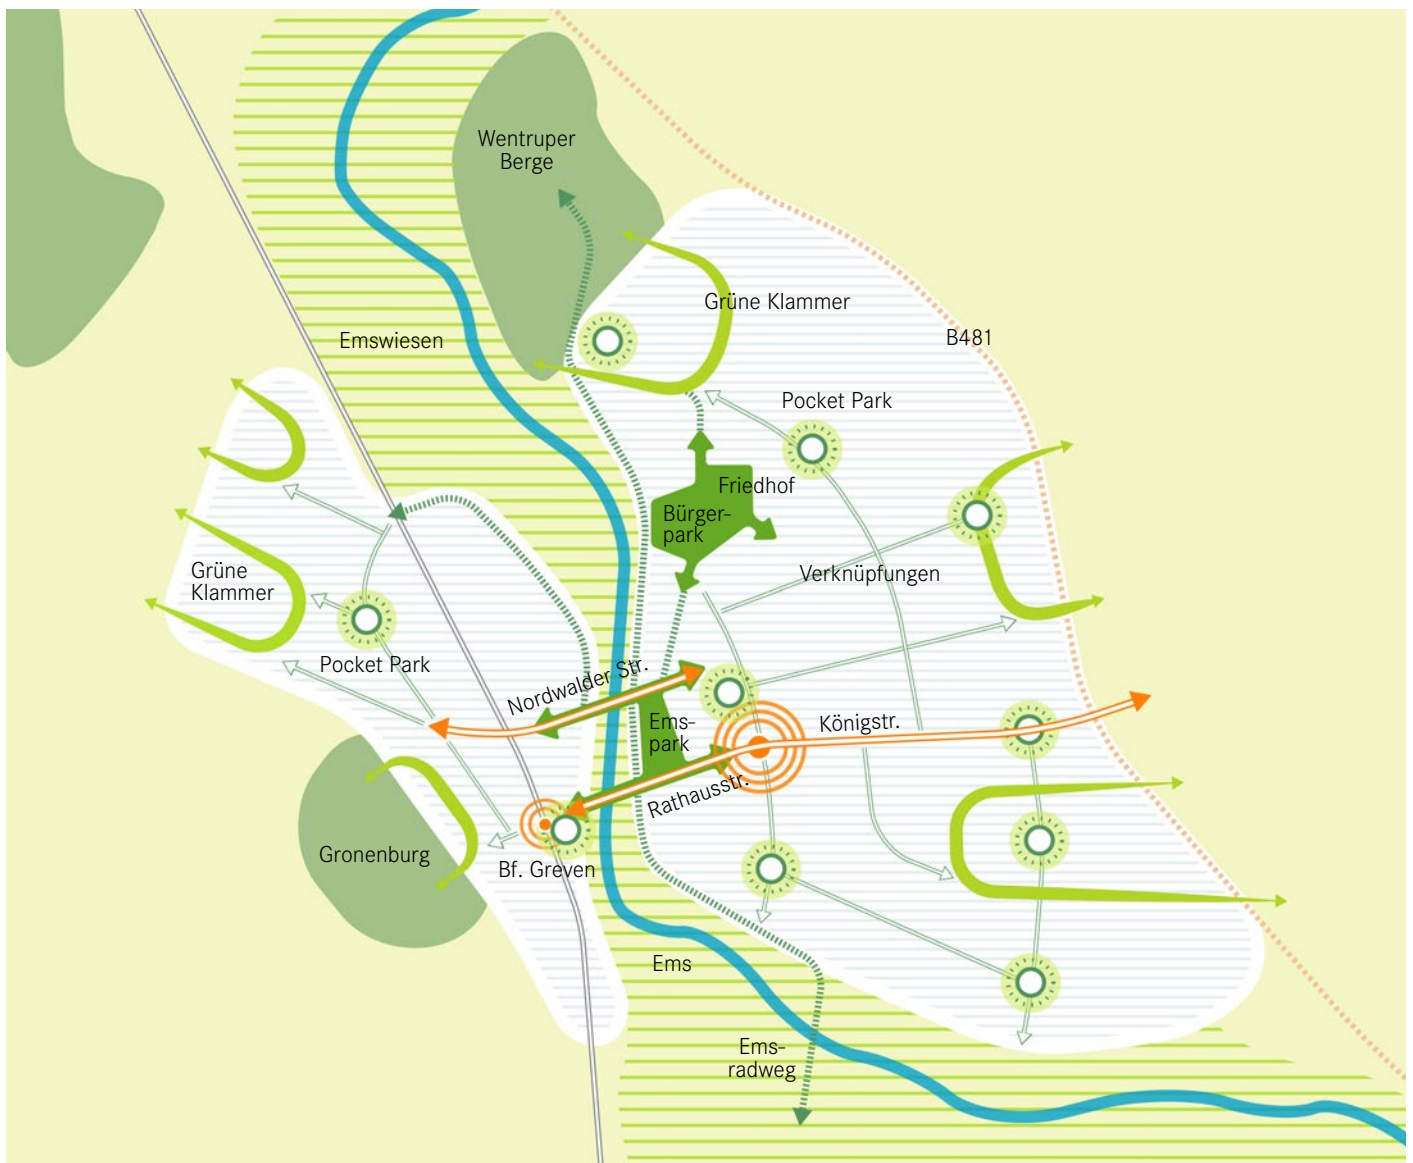 Wentruper
Berge
Grüne Klammer
Emswiesen
B481
Pocket Park
Friedhof
Bürger-
park
Grüne
Klammer
Verknüpfungen
Pocket Park
Nordwalder Str.
Ems-
park
Königstr.
Rathausstr.
Gronenburg
Bf. Greven
Ems
Ems-
radweg